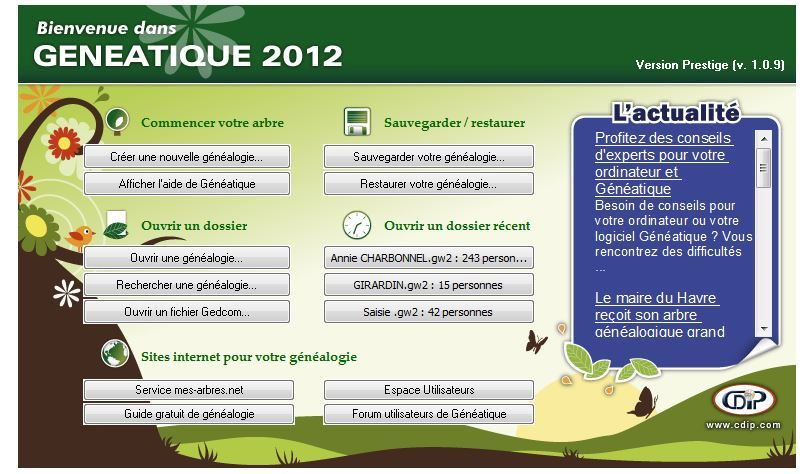 Bienvenue dans
GENEATIQUE 2012
Version Prestige (v. 1.0.9)
Commencer votre arbre
Créer une nouvelle généalogie...
Afficher l'aide de Généatique
Sauvegarder / restaurer
Sauvegarder votre généalogie...
Restaurer votre généalogie...
Ouvrir un dossier
Ouvrir une généalogie...
Rechercher une généalogie...
Ouvrir un fichier Gedcom...
Ouvrir un dossier récent
Annie CHARBONNEL.gw2 : 243 person...
GIRARDIN.gw2 : 15 personnes
Saisie .gw2 : 42 personnes
Sites internet pour votre généalogie
Service mes-arbres.net
Espace Utilisateurs
Guide gratuit de généalogie
Forum utilisateurs de Généatique
L'actualité
Profitez des conseils
d'experts pour votre
ordinateur et
Généatique
Besoin de conseils pour
votre ordinateur ou votre
logiciel Généatique ? Vous
rencontrez des difficultés
...
Le maire du Havre
reçoit son arbre
généalogique grand
CDIP
www.cdip.com